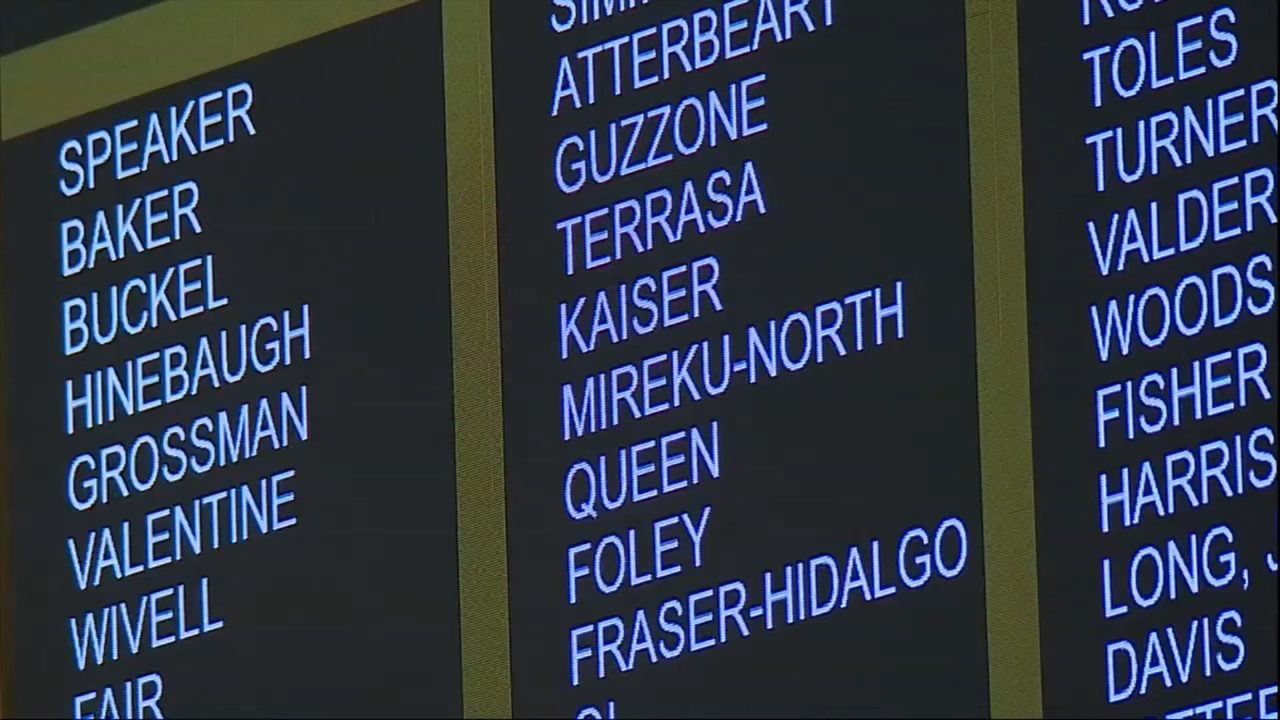 SPEAKER
BAKER
BUCKEL
HINEBAUGH
GROSSMAN
VALENTINE
WIVELL
FAIR
ATTERBEARY
GUZZONE
TERRASA
KAISER
MIREKU-NORTH
QUEEN
FOLEY
FRASER-HIDALGO
TOLES
TURNER
VALDER
WOODS
FISHER
HARRIS
LONG,
DAVIS